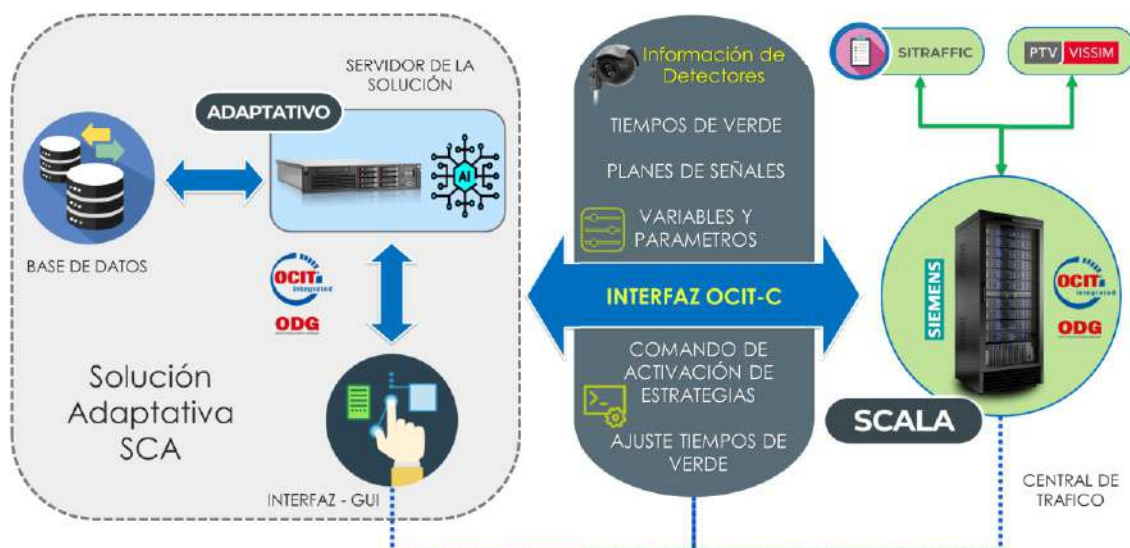 SERVIDOR DE LA
SOLUCIÓN
ADAPTATIVO
AI
BASE DE DATOS
OCIT
integrated
ODG
Solución
Adaptativa
SCA
INTERFAZ - GUI
Información de
Detectores
TIEMPOS DE VERDE
PLANES DE SEÑALES
VARIABLES Y
PARAMETROS
INTERFAZ OCIT-C
COMANDO DE
ACTIVACIÓN DE
ESTRATEGIAS
AJUSTE TIEMPOS DE
VERDE
SITRAFFIC
PTV VISSIM
SIEMENS
OCIT
integrated
ODG
SCALA
CENTRAL DE
TRAFICO